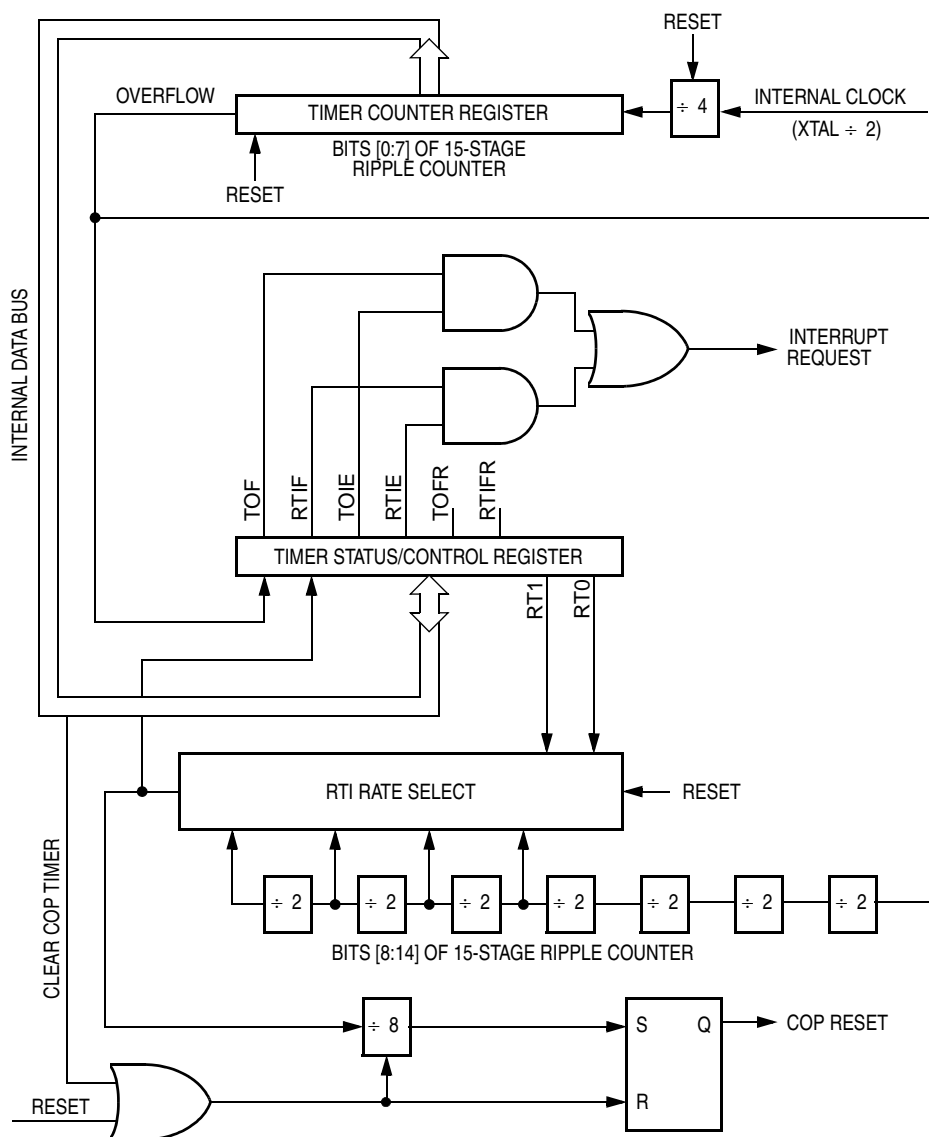 RESET
OVERFLOW
TIMER COUNTER REGISTER
÷ 4
INTERNAL CLOCK
(XTAL ÷ 2)
BITS [0:7] OF 15-STAGE
RIPPLE COUNTER
RESET
INTERNAL DATA BUS
INTERRUPT
REQUEST
TOF
RTIF
TOIE
RTIE
TOFR
RTIFR
TIMER STATUS/CONTROL REGISTER
RT1
RT0
RTI RATE SELECT
RESET
CLEAR COP TIMER
÷ 2
÷ 2
÷ 2
÷ 2
÷ 2
÷ 2
÷ 2
BITS [8:14] OF 15-STAGE RIPPLE COUNTER
÷ 8
S
Q
COP RESET
RESET
R